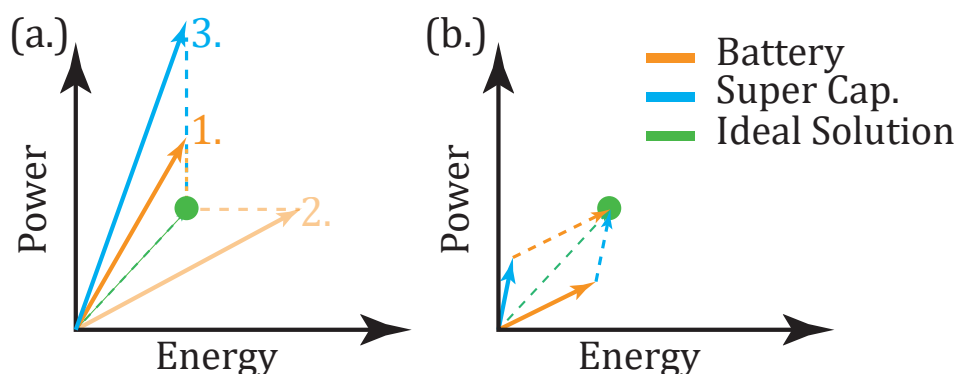 (a.)
3.
1.
2.
Power
Energy
(b.)
Battery
Super Cap.
Ideal Solution
Power
Energy